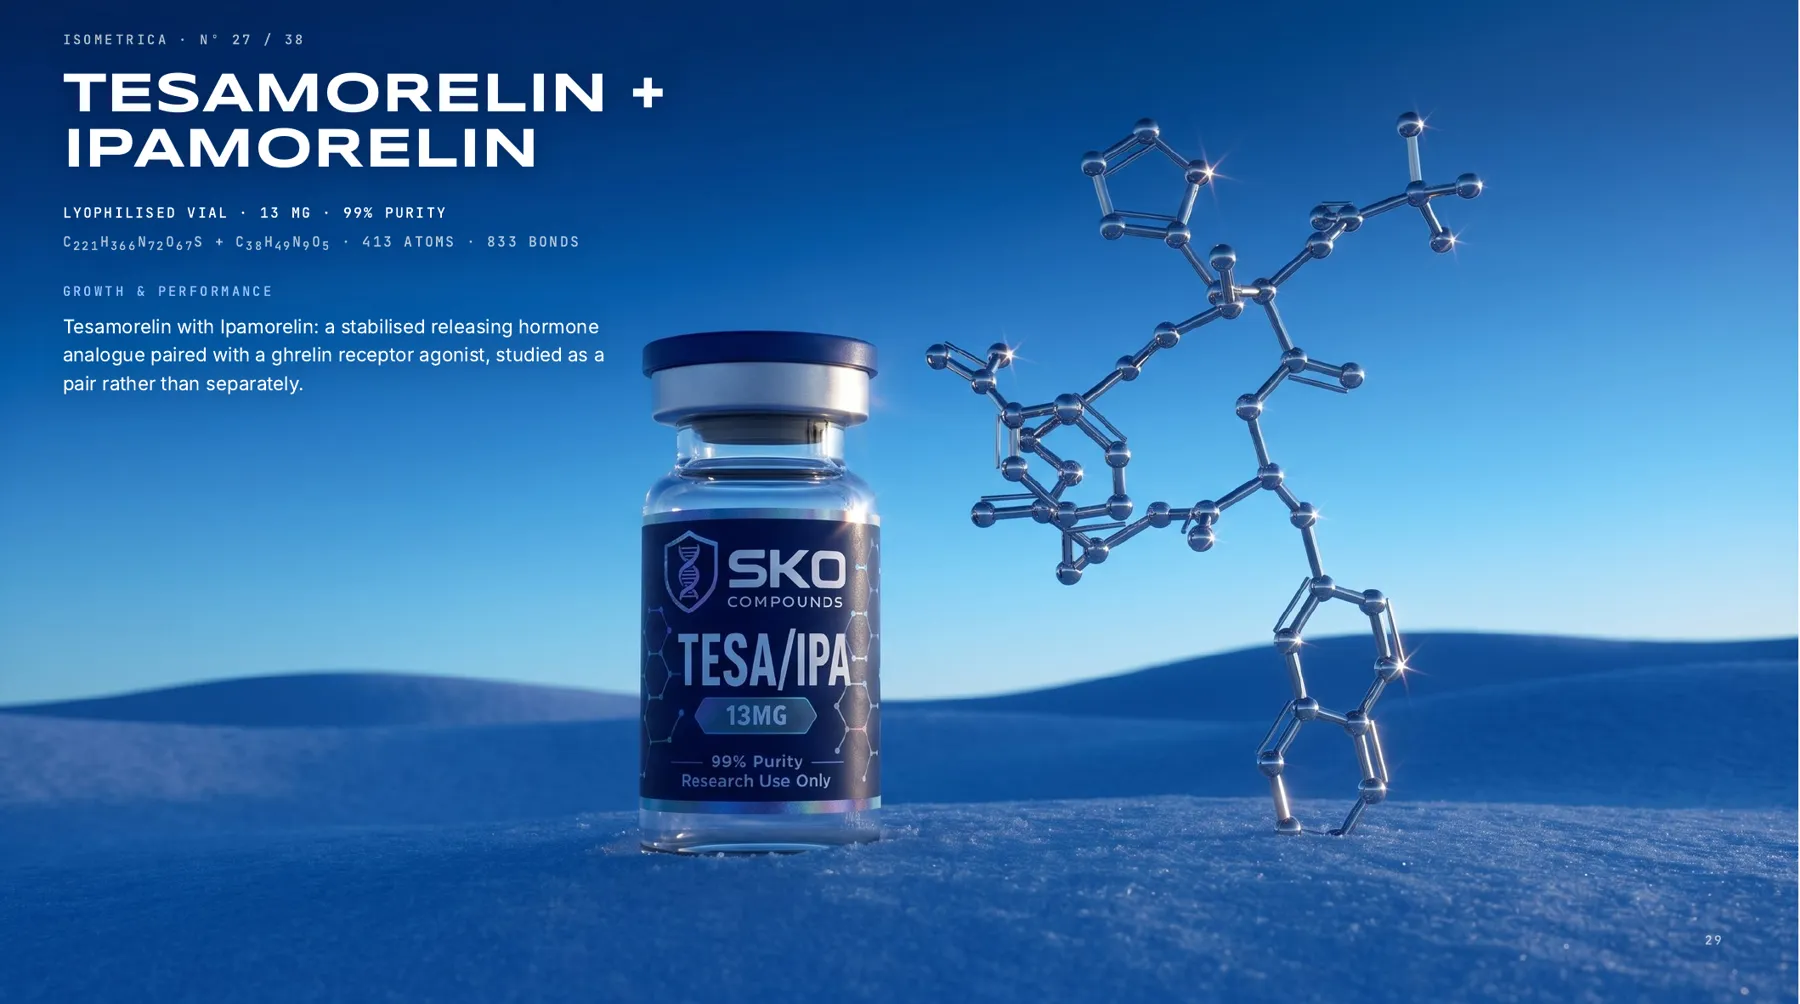 ISOMETRICA · N° 27 / 38
TESAMORELIN +
IPAMORELIN
LYOPHILISED VIAL · 13 MG · 99% PURITY
C₂₂₁H₃₆₆N₇₂O₆₇S + C₃₈H₄₉N₉O₅ · 413 ATOMS · 833 BONDS
GROWTH & PERFORMANCE
Tesamorelin with Ipamorelin: a stabilised releasing hormone
analogue paired with a ghrelin receptor agonist, studied as a
pair rather than separately.
SKO
COMPOUNDS
TESA/IPA
13MG
99% Purity
Research Use Only
29